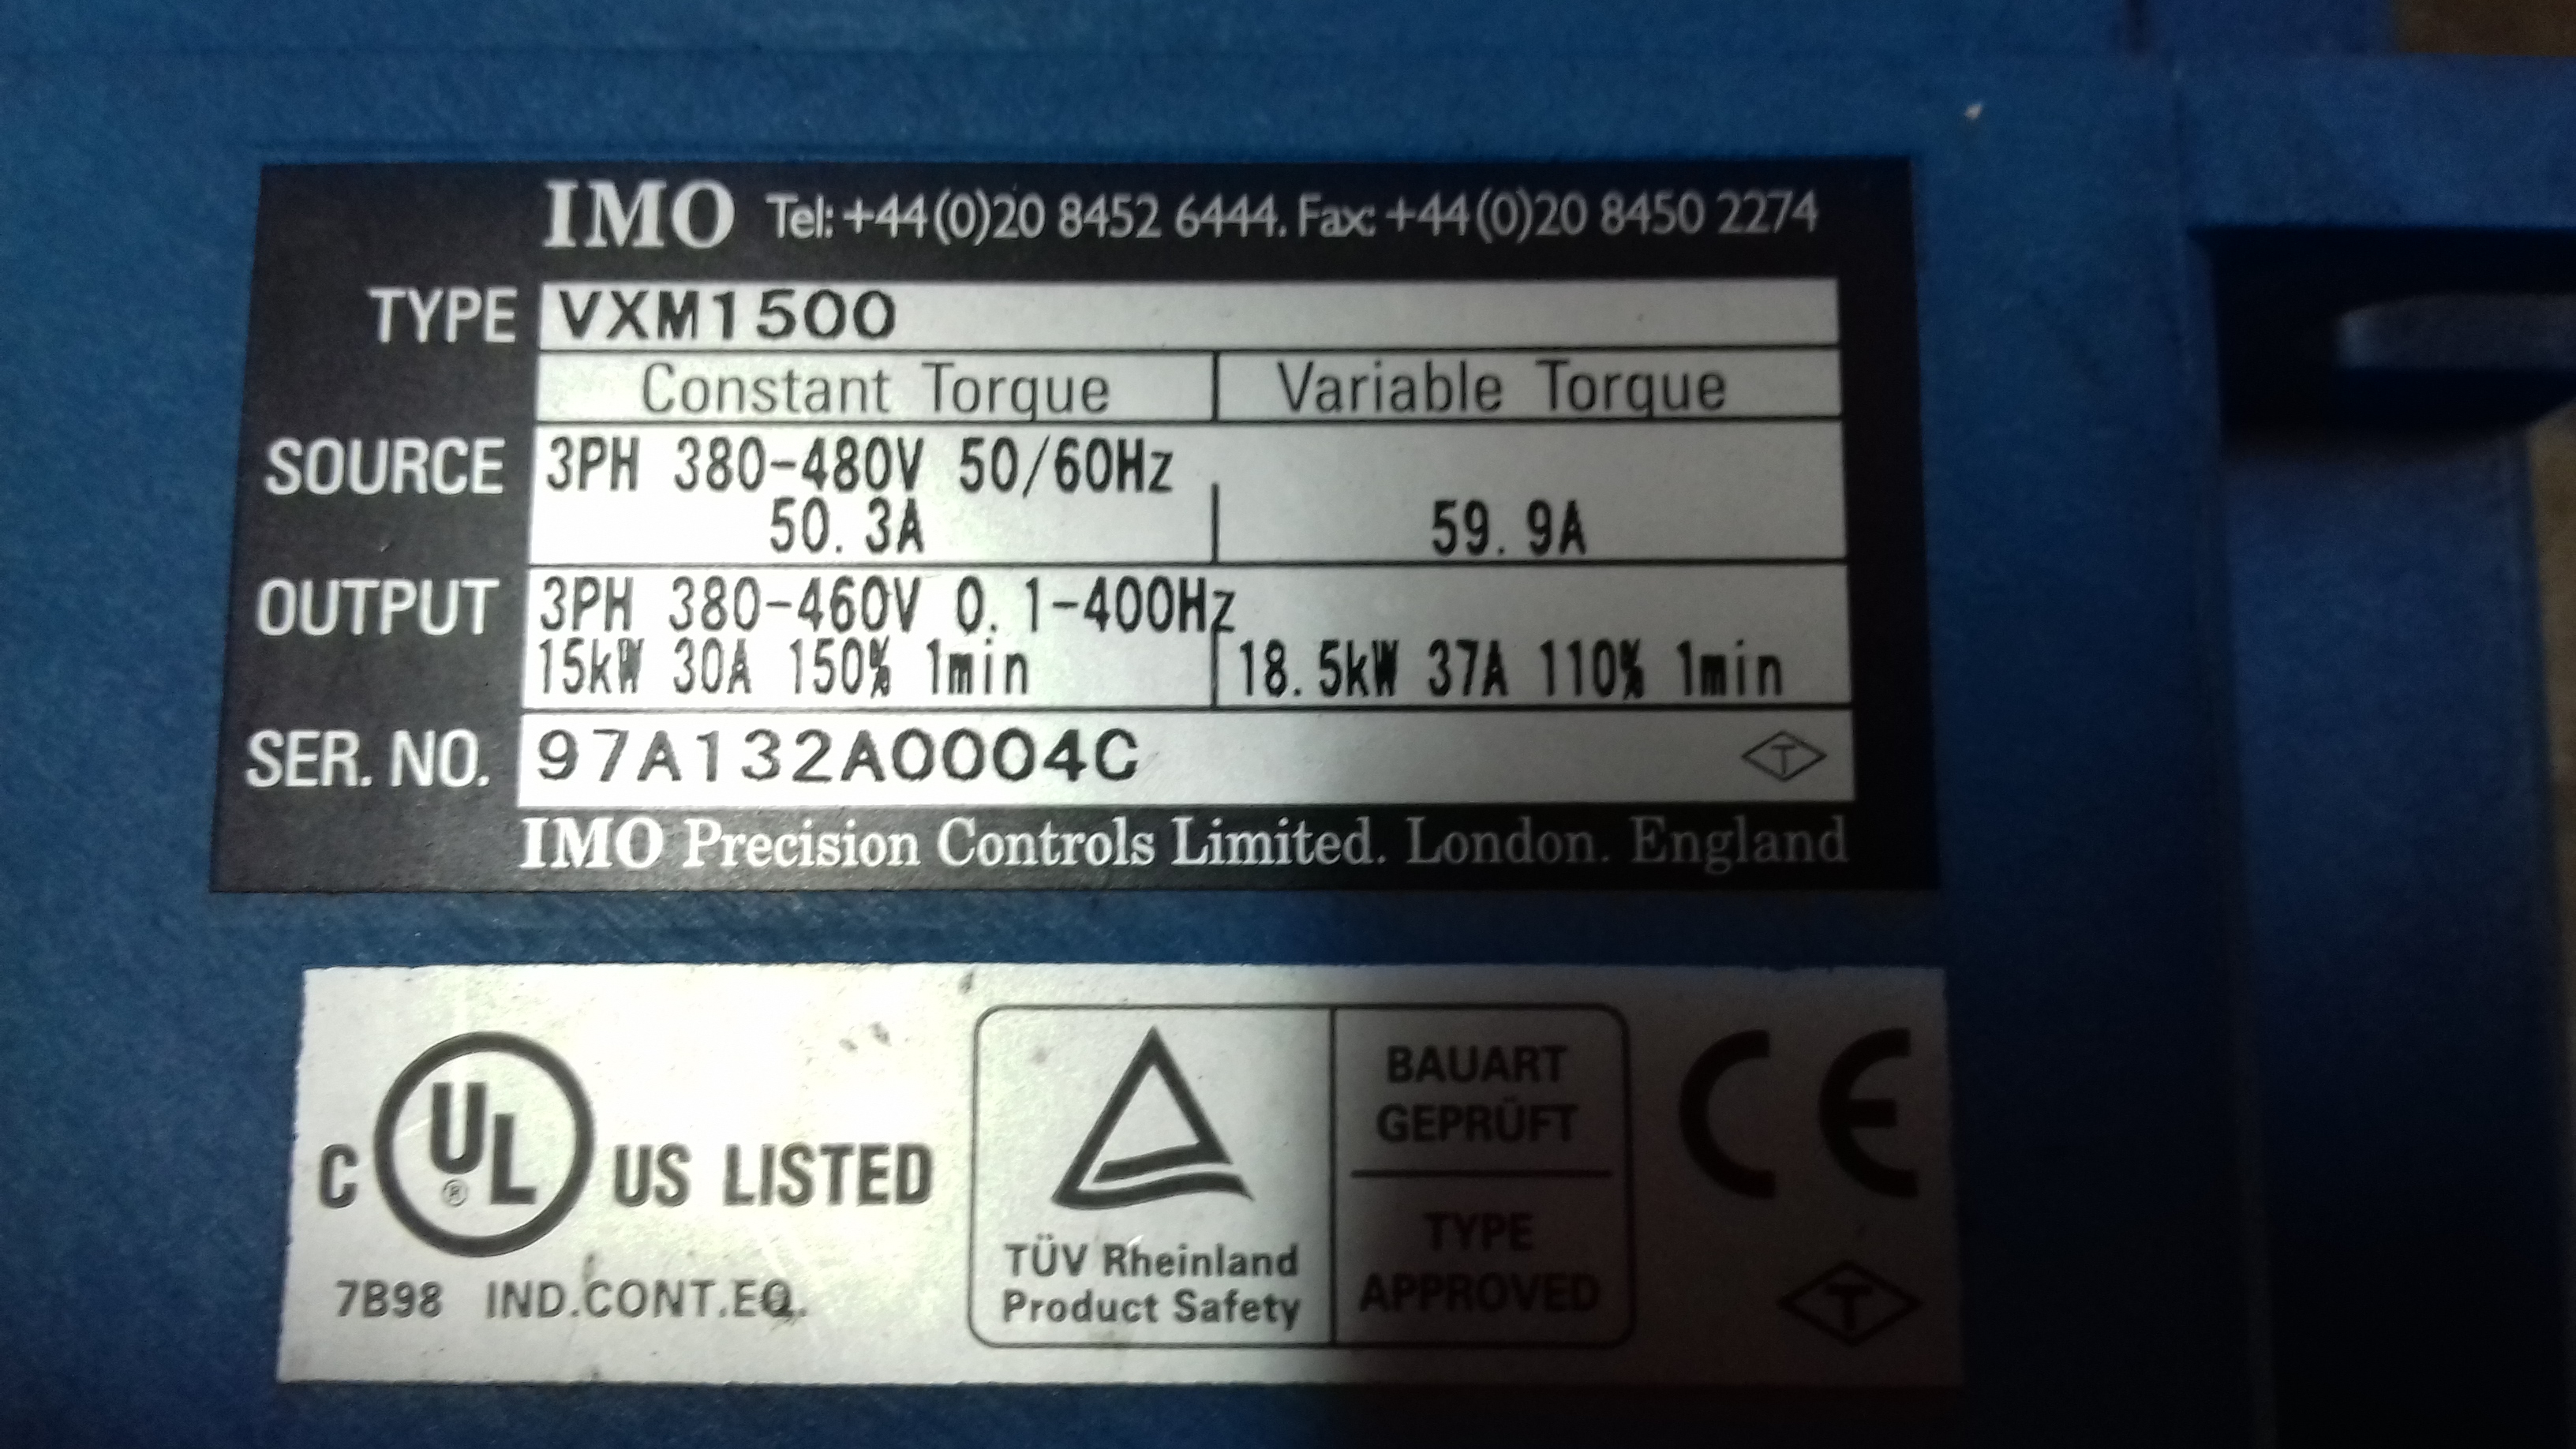 IMO Tel: +44(0)20 8452 6444. Fax: +44(0)20 8450 2274
TYPE VXM1500
Constant Torque Variable Torque
SOURCE 3PH 380-480V 50/60Hz
50.3A 59.9A
OUTPUT 3PH 380-460V 0.1-400Hz
15kW 30A 150% 1min 18.5kW 37A 110% 1min
SER. NO. 97A132A0004C
T
IMO Precision Controls Limited. London. England
C UL ® US LISTED
7B98 IND.CONT.EQ.
TÜV Rheinland
Product Safety
BAUART
GEPRÜFT
TYPE
APPROVED
CE
T